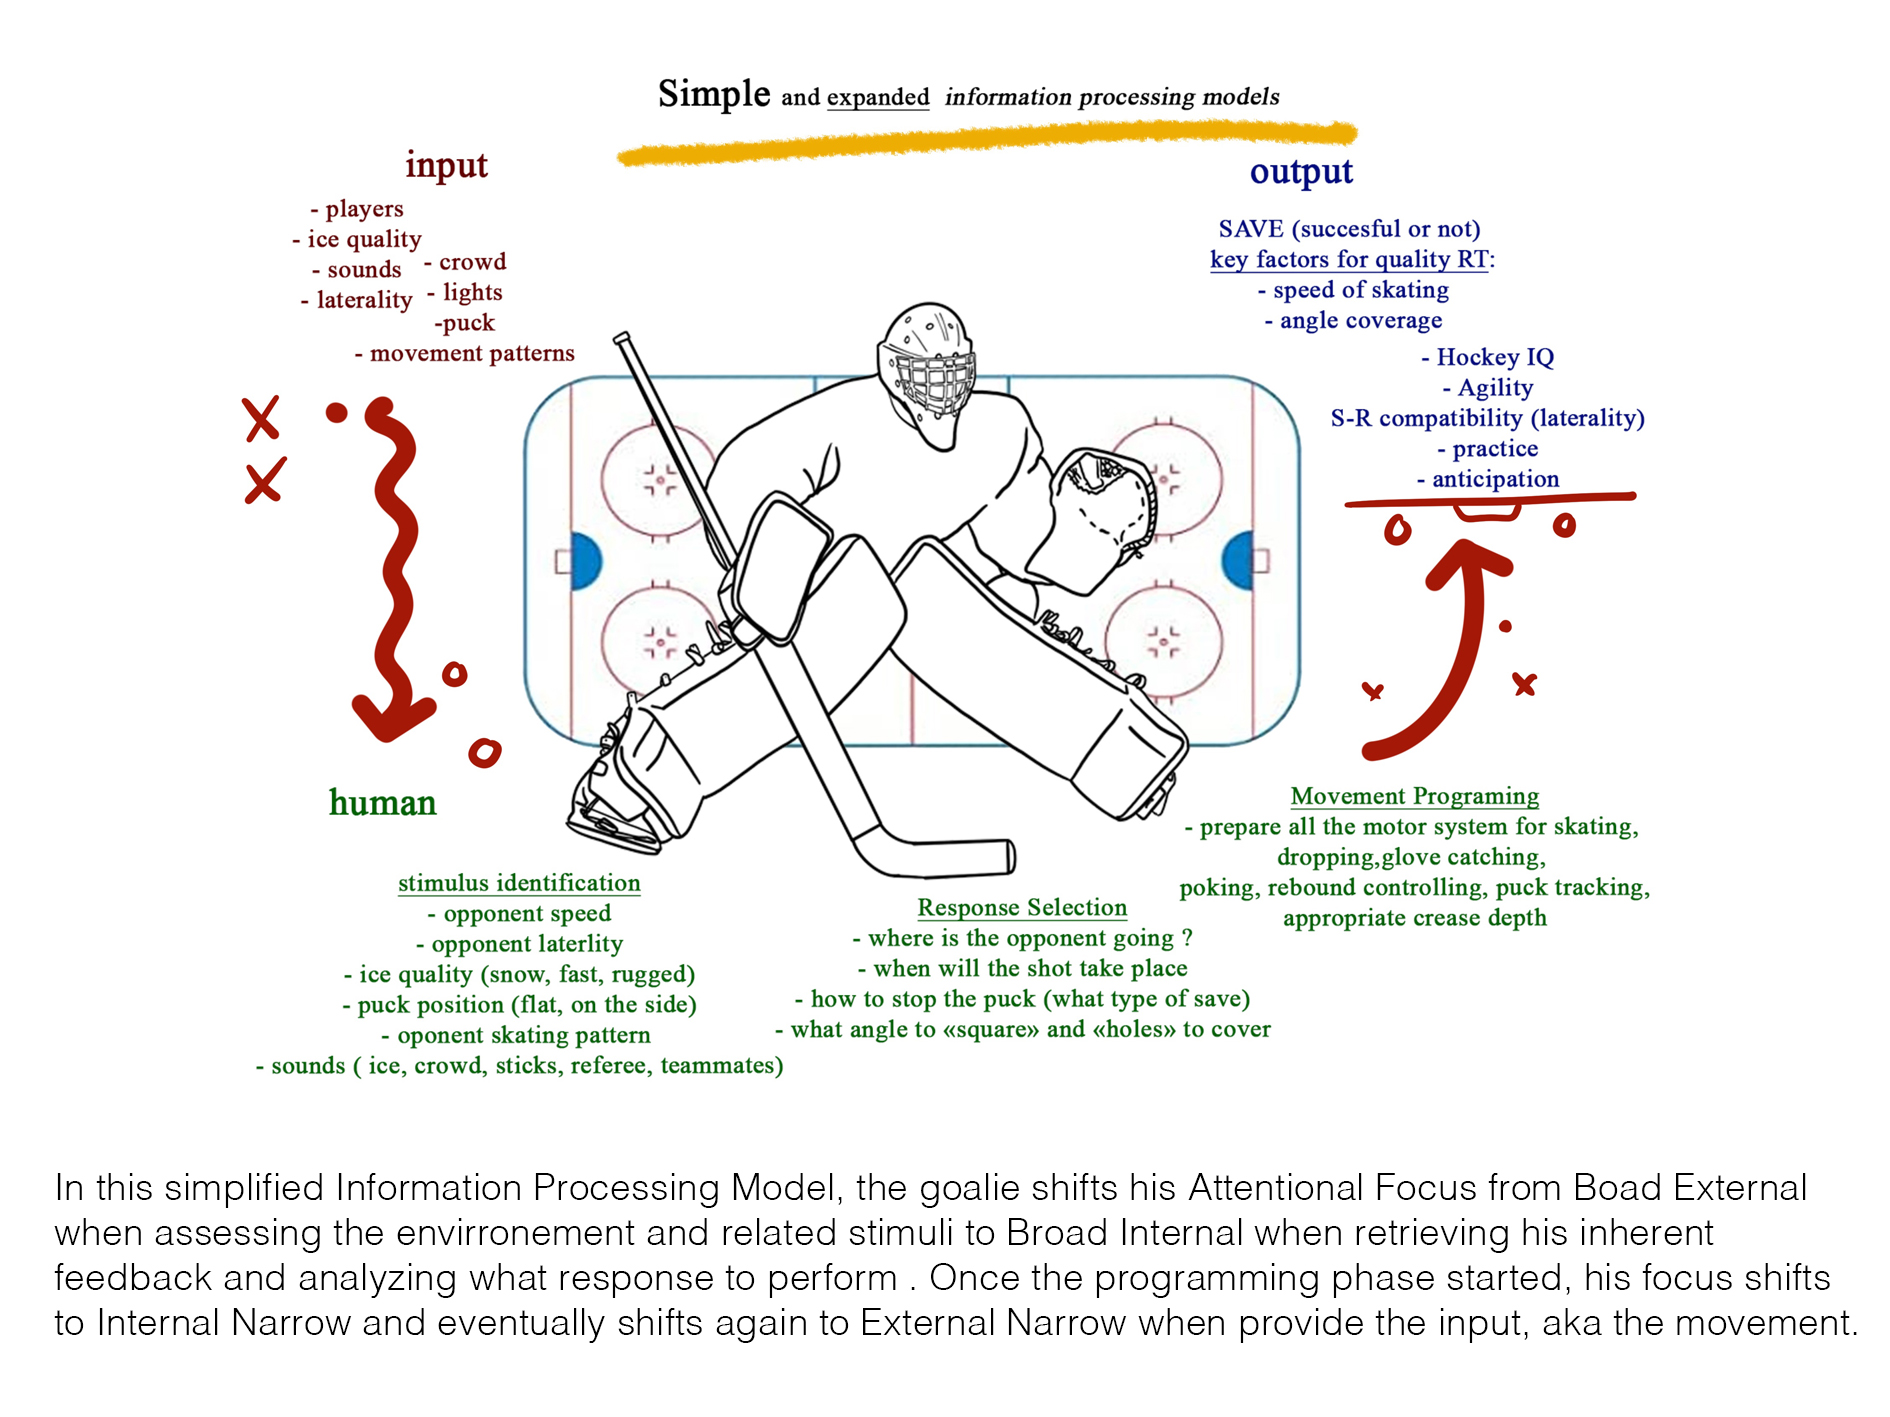 Simple and expanded information processing models
input
- players
- ice quality
- sounds
- laterality
- crowd
- lights
-puck
- movement patterns
output
SAVE (succesful or not)
key factors for quality RT:
- speed of skating
- angle coverage
- Hockey IQ
- Agility
S-R compatibility (laterality)
- practice
- anticipation
human
stimulus identification
- opponent speed
- opponent laterlity
- ice quality (snow, fast, rugged)
- puck position (flat, on the side)
- oponent skating pattern
- sounds ( ice, crowd, sticks, referee, teammates)
Response Selection
- where is the opponent going ?
- when will the shot take place
- how to stop the puck (what type of save)
- what angle to «square» and «holes» to cover
Movement Programing
- prepare all the motor system for skating,
dropping,glove catching,
poking, rebound controlling, puck tracking,
appropriate crease depth
In this simplified Information Processing Model, the goalie shifts his Attentional Focus from Boad External
when assessing the envirronement and related stimuli to Broad Internal when retrieving his inherent
feedback and analyzing what response to perform . Once the programming phase started, his focus shifts
to Internal Narrow and eventually shifts again to External Narrow when provide the input, aka the movement.